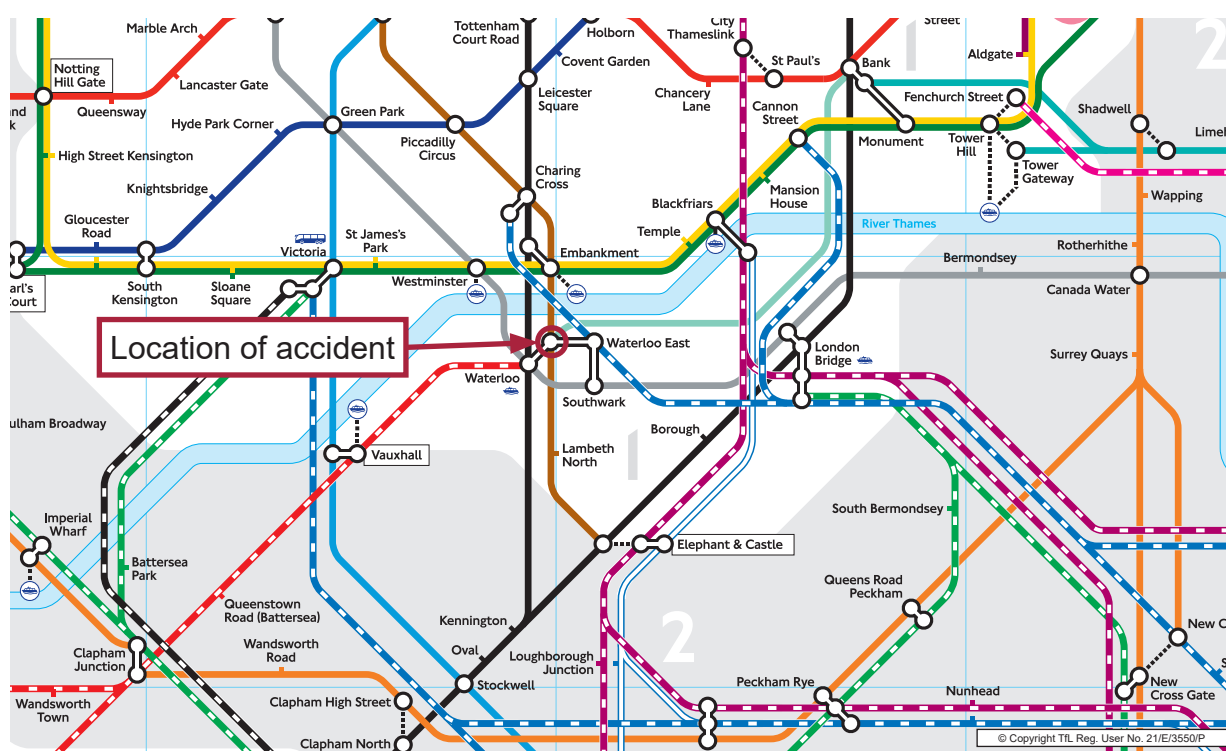 Tottenham
Court Road
Holborn
City
Thameslink
Street
Marble Arch
Covent Garden
St Paul's
Bank
Aldgate
1
2
Notting
Hill Gate
Lancaster Gate
Leicester
Square
Chancery
Lane
Cannon
Street
Fenchurch Street
Shadwell
Queensway
Hyde Park Corner
Green Park
Piccadilly
Circus
Monument
Tower
Hill
Tower
Gateway
High Street Kensington
Knightsbridge
Charing
Cross
Mansion
House
Wapping
Gloucester
Road
St James's
Park
Blackfriars
Temple
River Thames
Victoria
Embankment
Rotherhithe
Bermondsey
South
Kensington
Sloane
Square
Westminster
Canada Water
Location of accident
Waterloo East
London
Bridge
Surrey Quays
Waterloo
Southwark
Borough
1
Vauxhall
Lambeth
North
South Bermondsey
Imperial
Wharf
Battersea
Park
Elephant & Castle
Queens Road
Peckham
Queenstown
Road (Battersea)
Kennington
2
Clapham
Junction
Wandsworth
Road
Oval
Loughborough
Junction
Stockwell
Peckham Rye
Nunhead
New
Cross Gate
Wandsworth
Town
Clapham High Street
Clapham North
© Copyright TfL Reg. User No. 21/E/3550/P